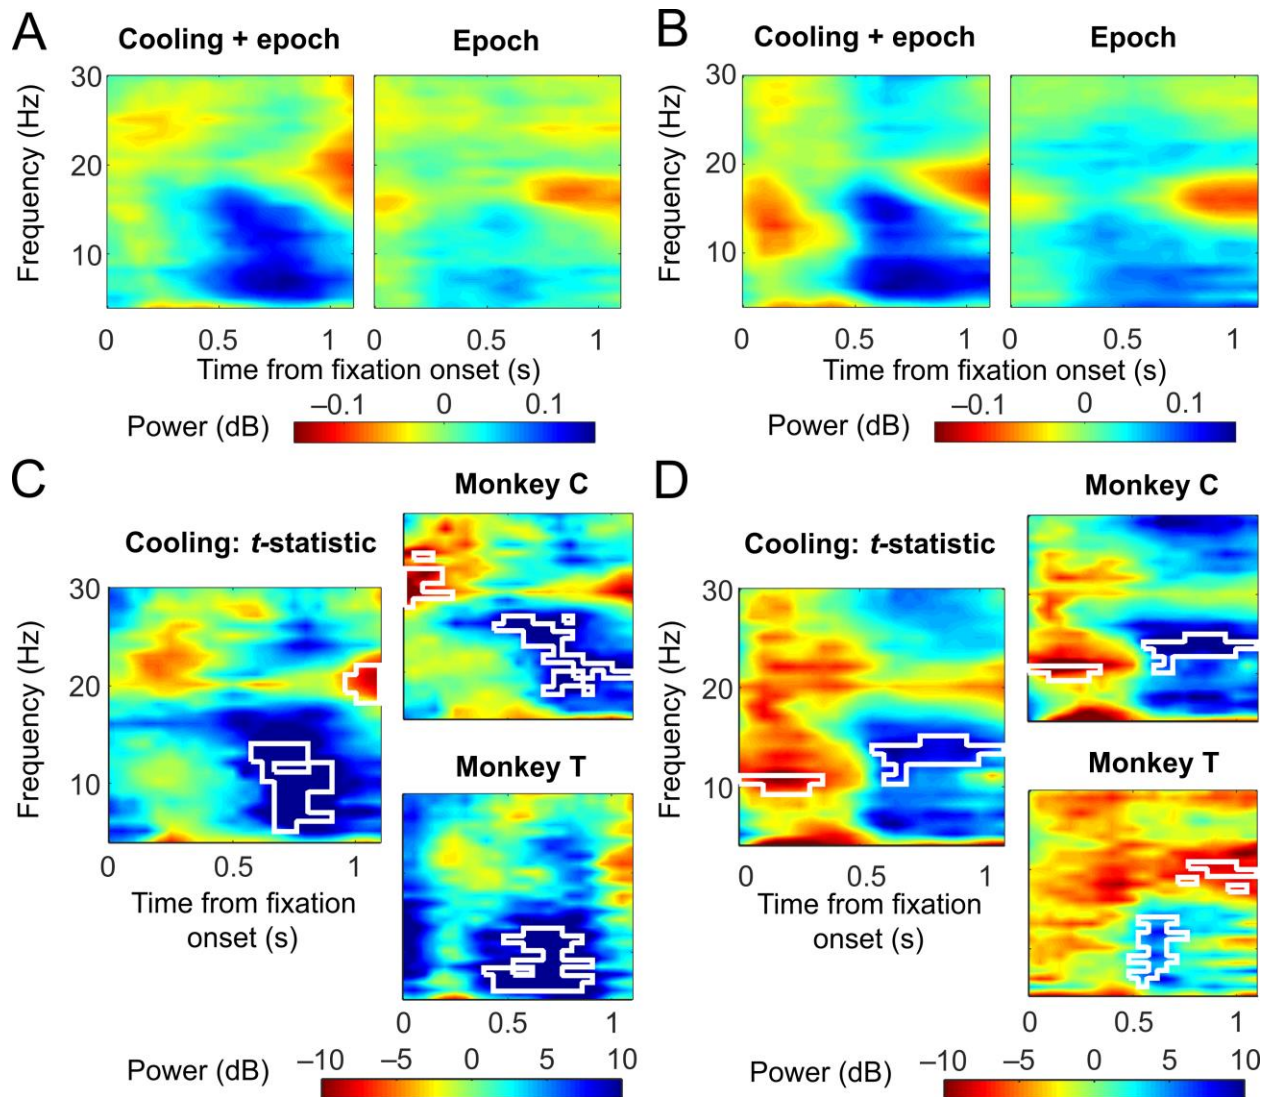 A
Cooling + epoch
Epoch
Frequency (Hz)
30
20
10
0
0.5
1
0
0.5
1
Time from fixation onset (s)
–0.1
0
0.1
Power (dB)
B
Cooling + epoch
Epoch
Frequency (Hz)
30
20
10
0
0.5
1
0
0.5
1
Time from fixation onset (s)
–0.1
0
0.1
Power (dB)
C
Cooling: t-statistic
Frequency (Hz)
30
20
10
0
0.5
1
Time from fixation
onset (s)
Monkey C
Monkey T
0
0.5
1
Power (dB)
–10
–5
0
5
10
D
Cooling: t-statistic
Frequency (Hz)
30
20
10
0
0.5
1
Time from fixation
onset (s)
Monkey C
Monkey T
0
0.5
1
Power (dB)
–10
–5
0
5
10